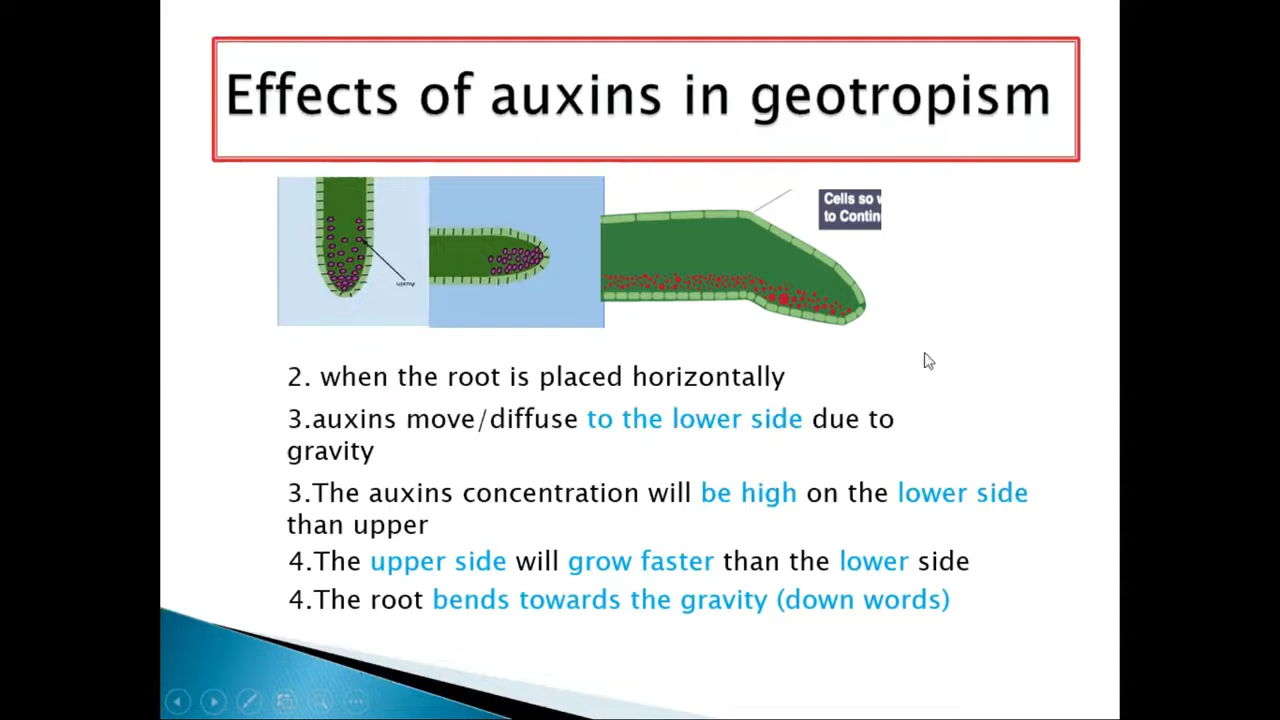 Effects of auxins in geotropism
Cells so
to Contin
2. when the root is placed horizontally
3.auxins move/diffuse to the lower side due to
gravity
3.The auxins concentration will be high on the lower side
than upper
4.The upper side will grow faster than the lower side
4.The root bends towards the gravity (down words)